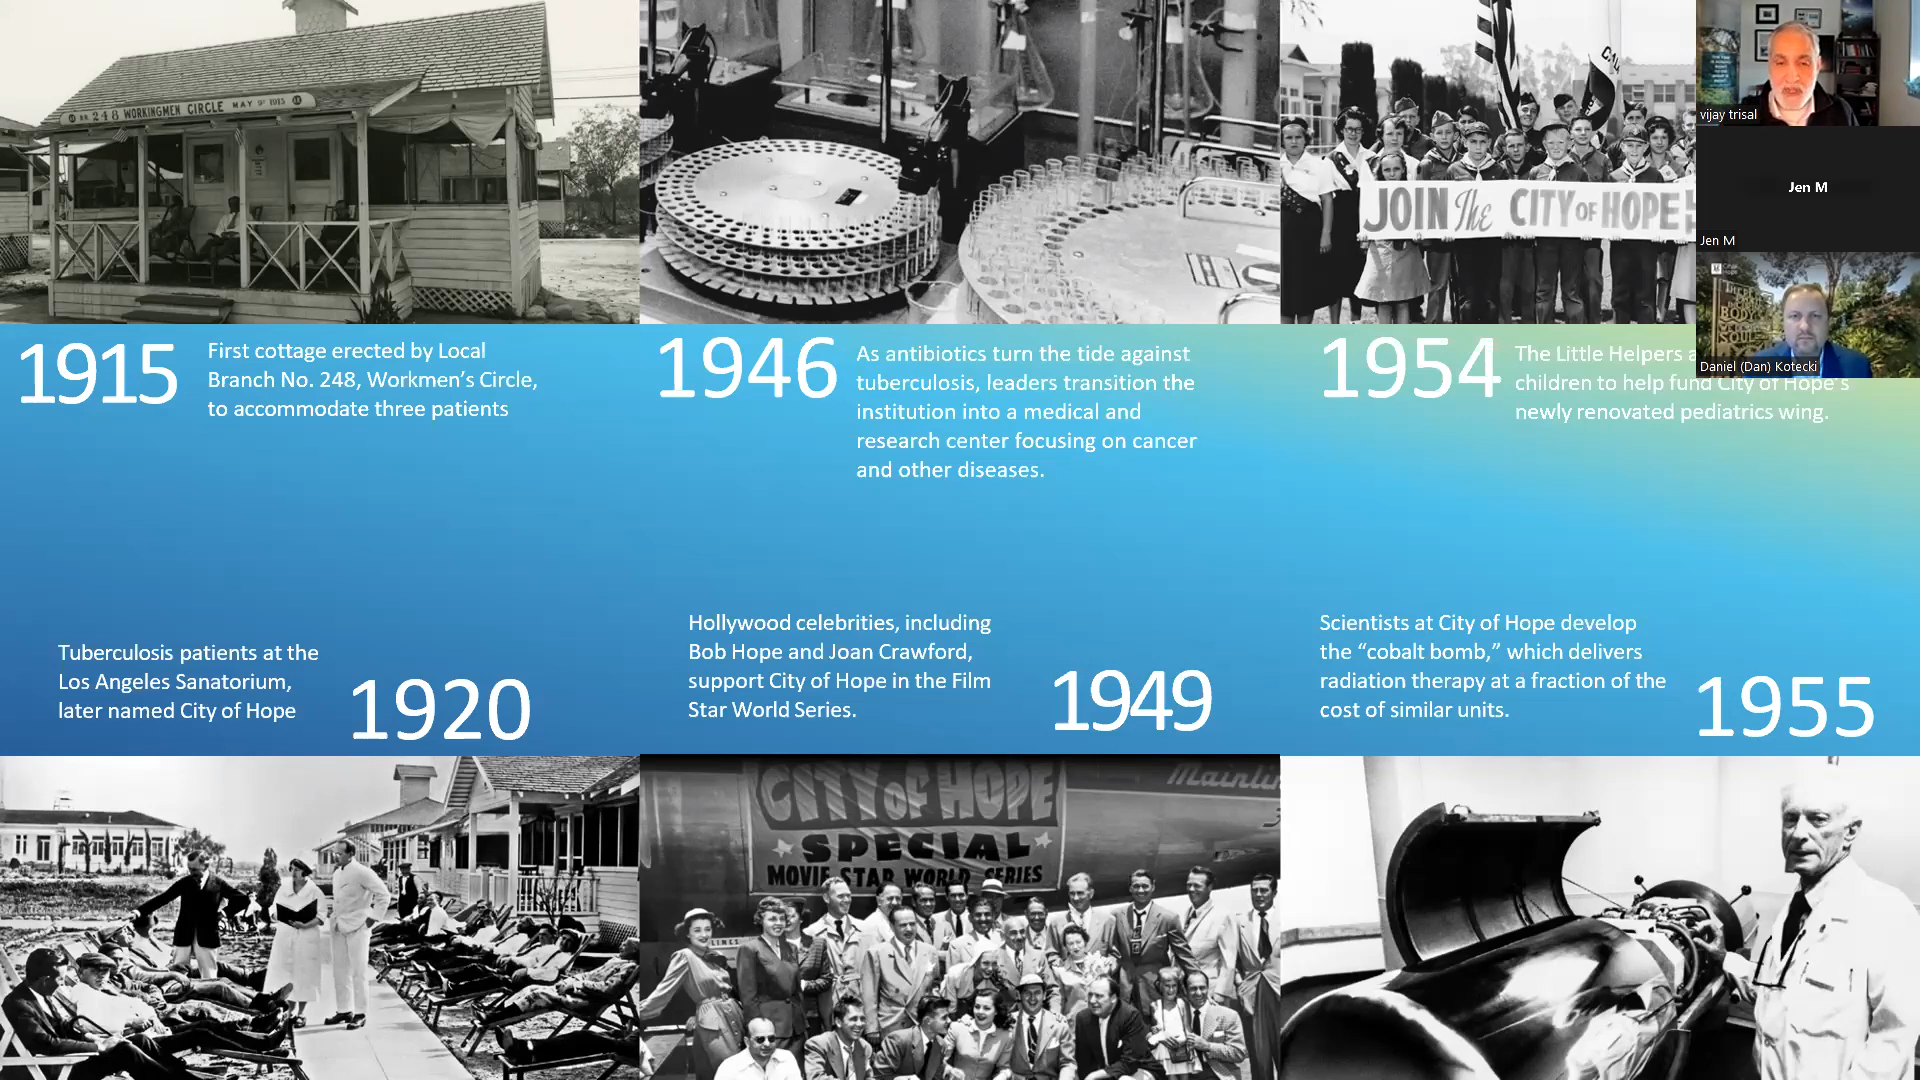 248 WORKINGMEN CIRCLE MAY 9TH 1915
JOIN The CITY OF HOPE
vijay trisal
Jen M
Jen M
Daniel (Dan) Kotecki
1915
First cottage erected by Local
Branch No. 248, Workmen's Circle,
to accommodate three patients
1946
As antibiotics turn the tide against
tuberculosis, leaders transition the
institution into a medical and
research center focusing on cancer
and other diseases.
1954
The Little Helpers
children to help fund City of Hope's
newly renovated pediatrics wing.
Tuberculosis patients at the
Los Angeles Sanatorium,
later named City of Hope
1920
Hollywood celebrities, including
Bob Hope and Joan Crawford,
support City of Hope in the Film
Star World Series.
1949
Scientists at City of Hope develop
the “cobalt bomb,” which delivers
radiation therapy at a fraction of the
cost of similar units.
1955
CITY OF HOPE
SPECIAL
MOVIE STAR WORLD SERIES
LINES